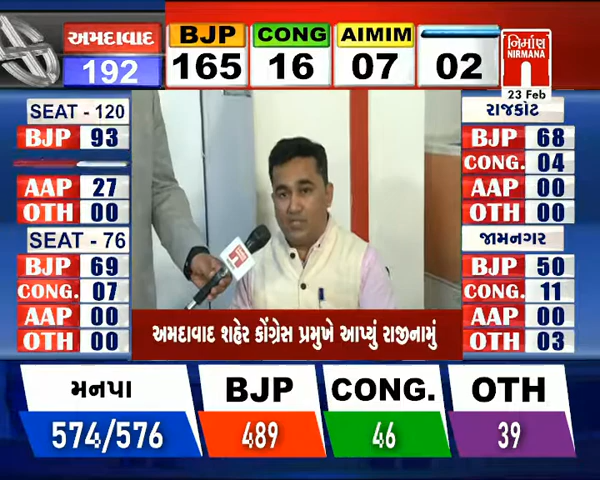 અમદાવાદ BJP CONG AIMIM
192 165 16 07 02
નિર્માણ
NIRMANA
23 Feb
SEAT - 120
BJP 93
AAP 27
OTH 00
SEAT - 76
BJP 69
CONG. 07
AAP 00
OTH 00
રાજકોટ
BJP 68
CONG. 04
AAP 00
OTH 00
જામનગર
BJP 50
CONG. 11
AAP 00
OTH 03
અમદાવાદ શહેર કોંગ્રેસ પ્રમુખે આપ્યું રાજીનામું
મનપા BJP CONG. OTH
574/576 489 46 39